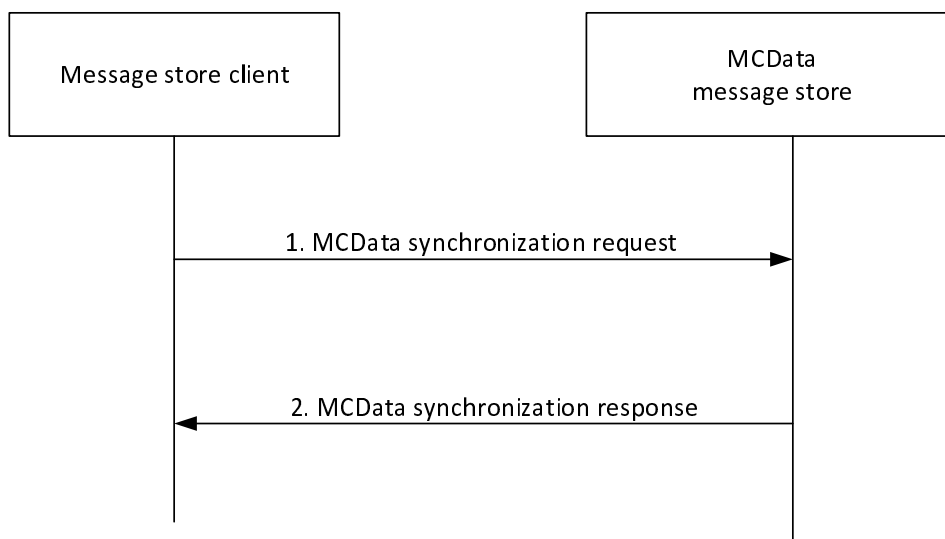 Message store client
MCData
message store
1. MCData synchronization request
2. MCData synchronization response